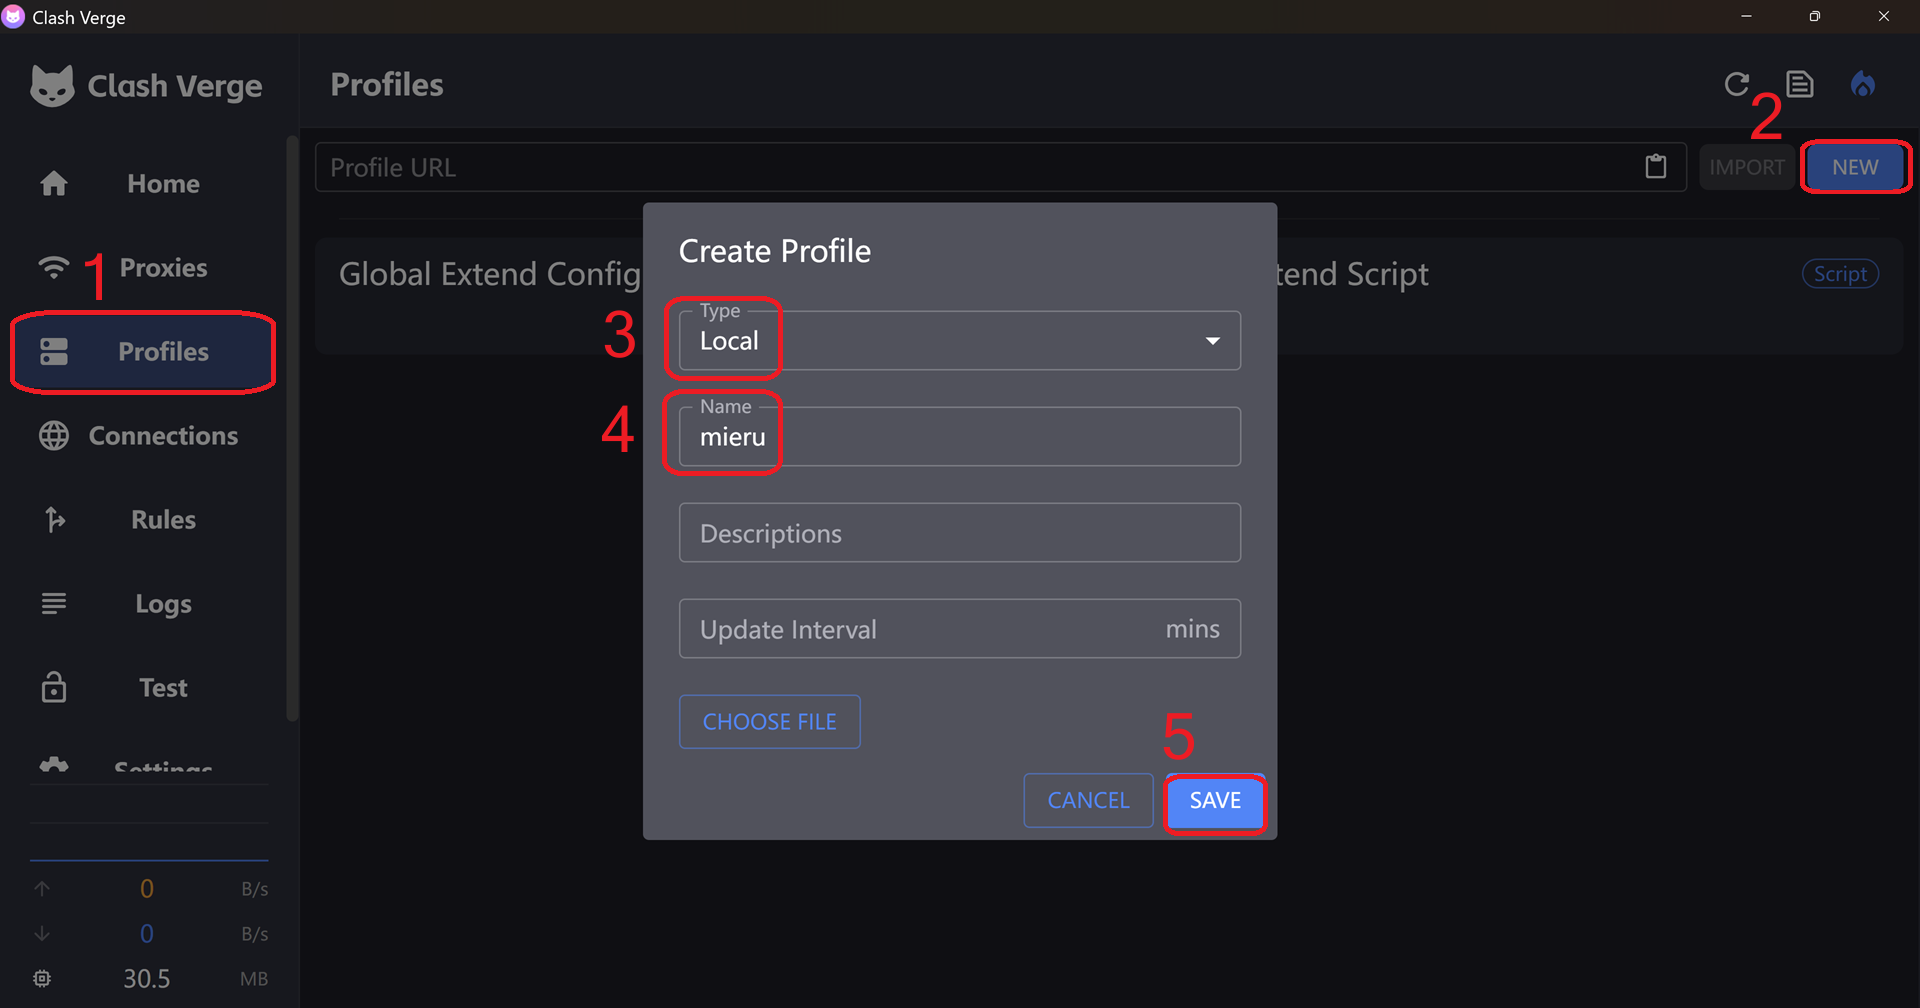 Clash Verge
Clash Verge
Profiles
Home
1
Proxies
Profiles
Connections
Rules
Logs
Test
Settings
0 B/s
0 B/s
30.5 MB
2
Profile URL
IMPORT
NEW
Global Extend Config
tend Script
Script
Create Profile
3
Type
Local
4
Name
mieru
Descriptions
Update Interval mins
CHOOSE FILE
5
CANCEL
SAVE